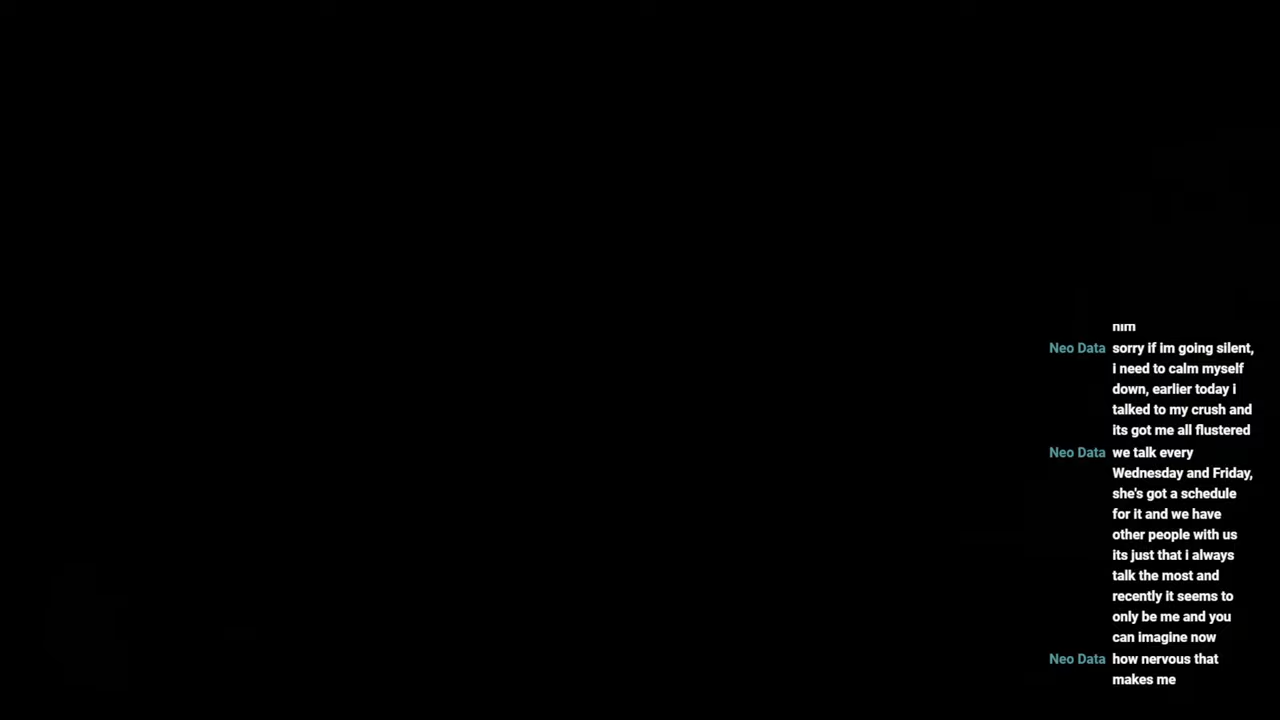 Neo Data sorry if im going silent,
i need to calm myself
down, earlier today i
talked to my crush and
its got me all flustered
Neo Data we talk every
Wednesday and Friday,
she's got a schedule
for it and we have
other people with us
its just that i always
talk the most and
recently it seems to
only be me and you
can imagine now
Neo Data how nervous that
makes me